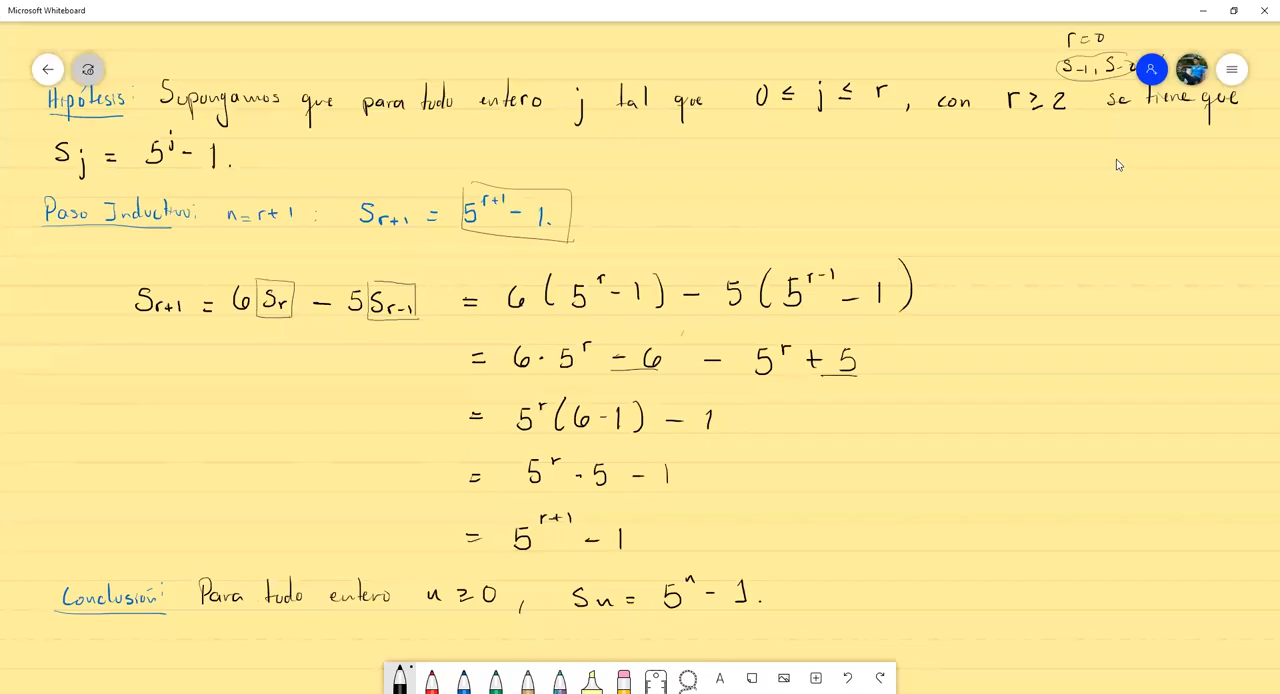 Microsoft Whiteboard
r=0
S-1, S-2
Hipótesis: Supongamos que para todo entero j tal que 0 ≤ j ≤ r, con r ≥ 2 se tiene que
Sj = 5^j - 1.
Paso Inductivo: n=r+1 : Sr+1 = 5^{r+1} - 1.
Sr+1 = 6 Sr - 5 Sr-1 = 6(5^r - 1) - 5(5^{r-1} - 1)
= 6 · 5^r - 6 - 5^r + 5
= 5^r(6-1) - 1
= 5^r · 5 - 1
= 5^{r+1} - 1
Conclusión: Para todo entero n ≥ 0, Sn = 5^n - 1.
A